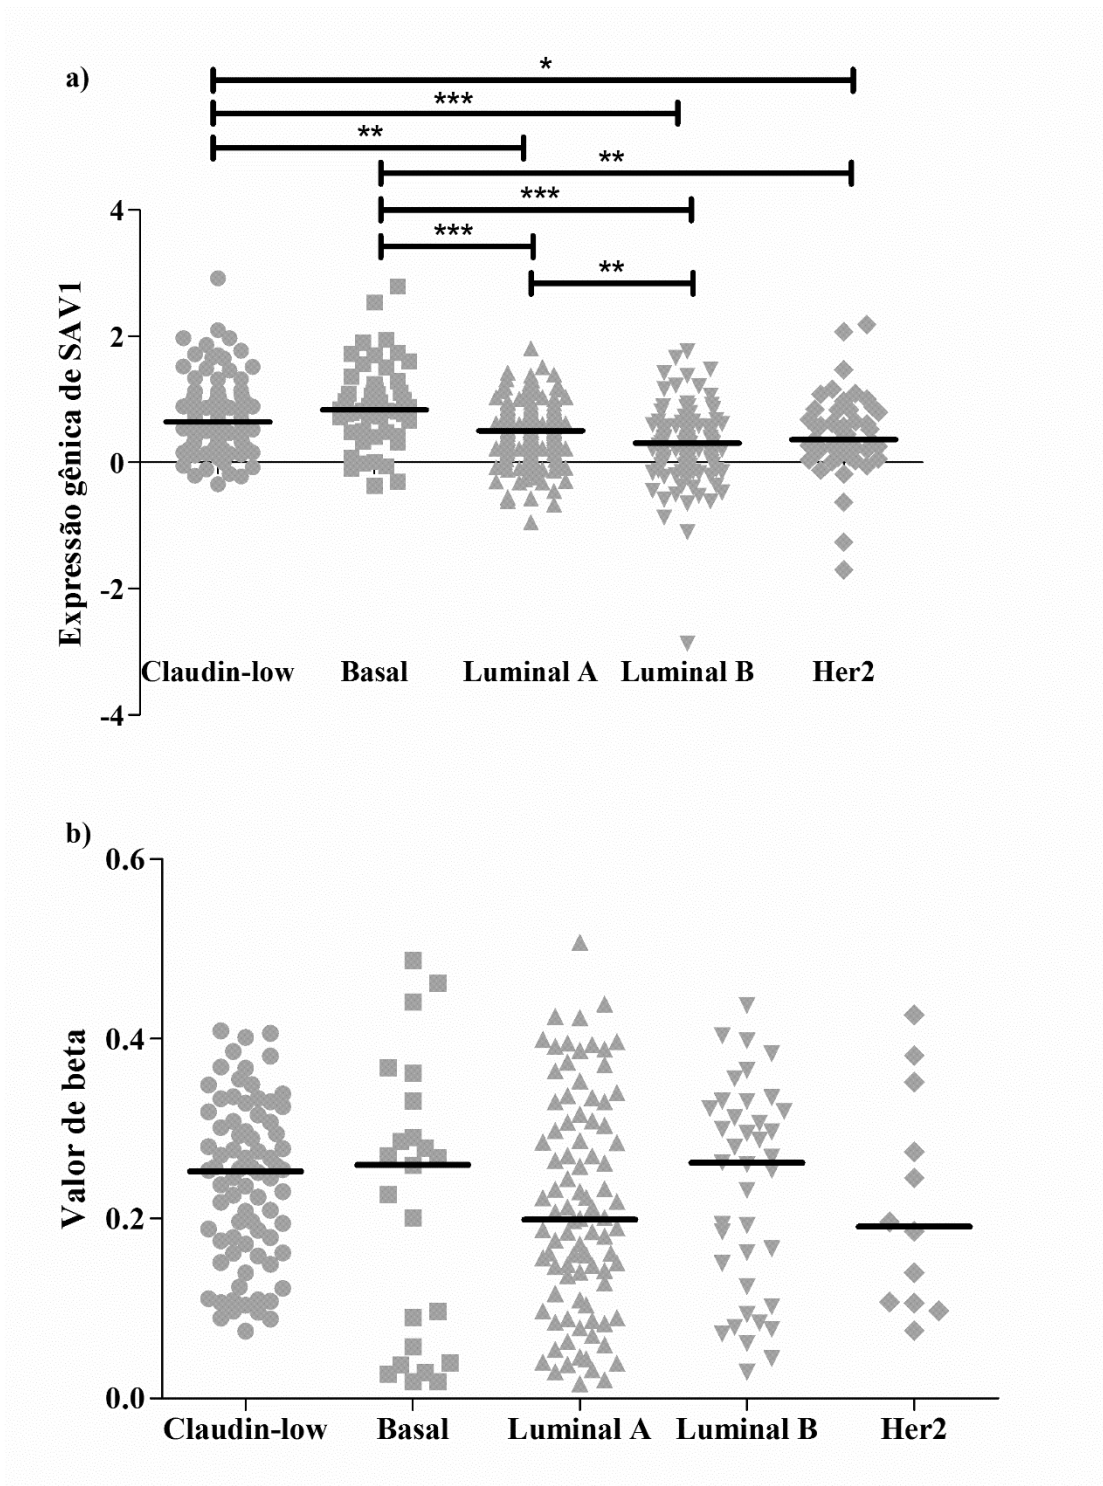 a)
*
***
**
**
***
***
**
4
2
0
-2
-4
Expressão gênica de SAV1
Claudin-low Basal Luminal A Luminal B Her2
b)
0.6
0.4
0.2
0.0
Valor de beta
Claudin-low Basal Luminal A Luminal B Her2